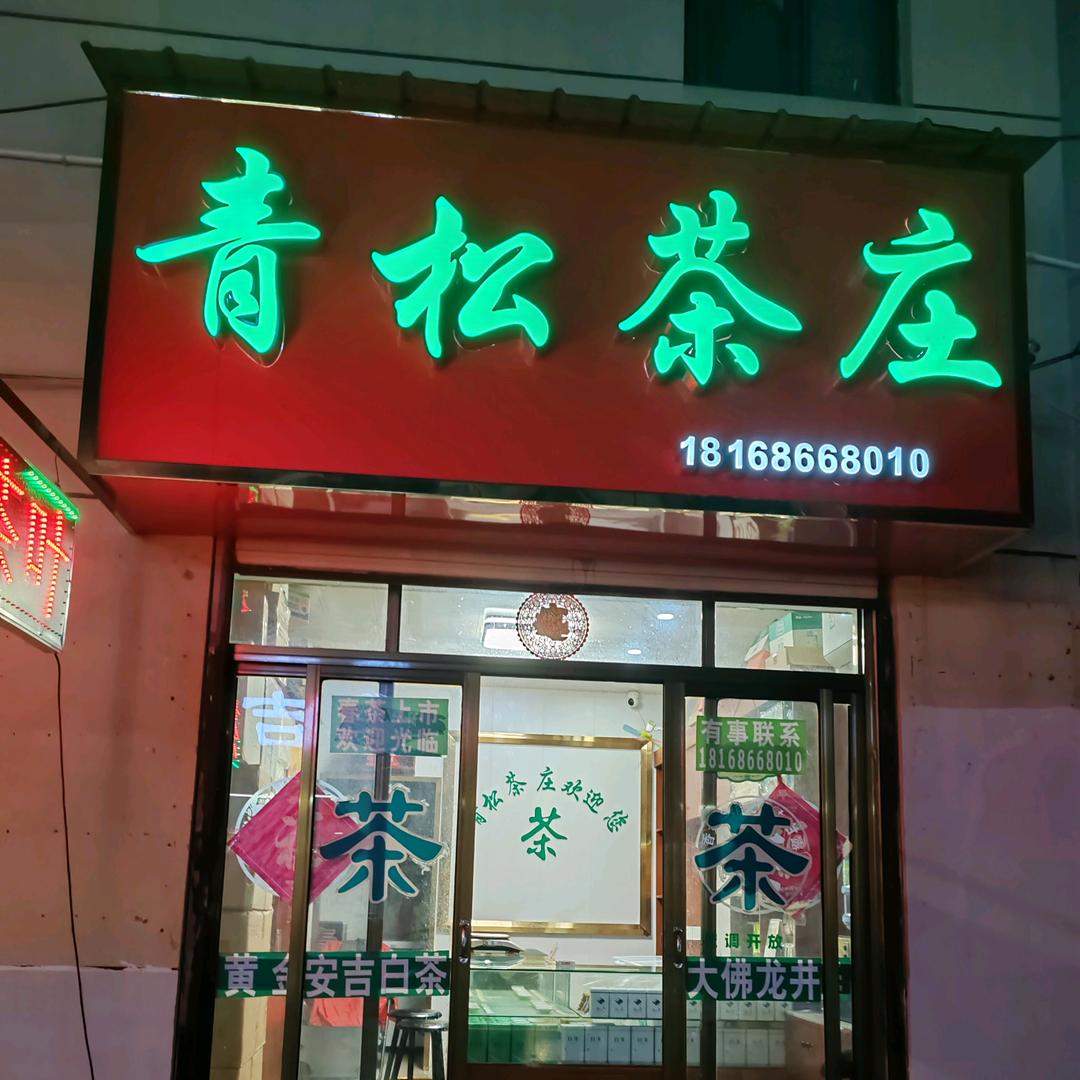 青松茶庄
18168668010
春茶上市
欢迎光临
有事联系
18168668010
吉
青松茶庄欢迎您
茶
茶
茶
调开放
黄金安吉白茶
大佛龙井